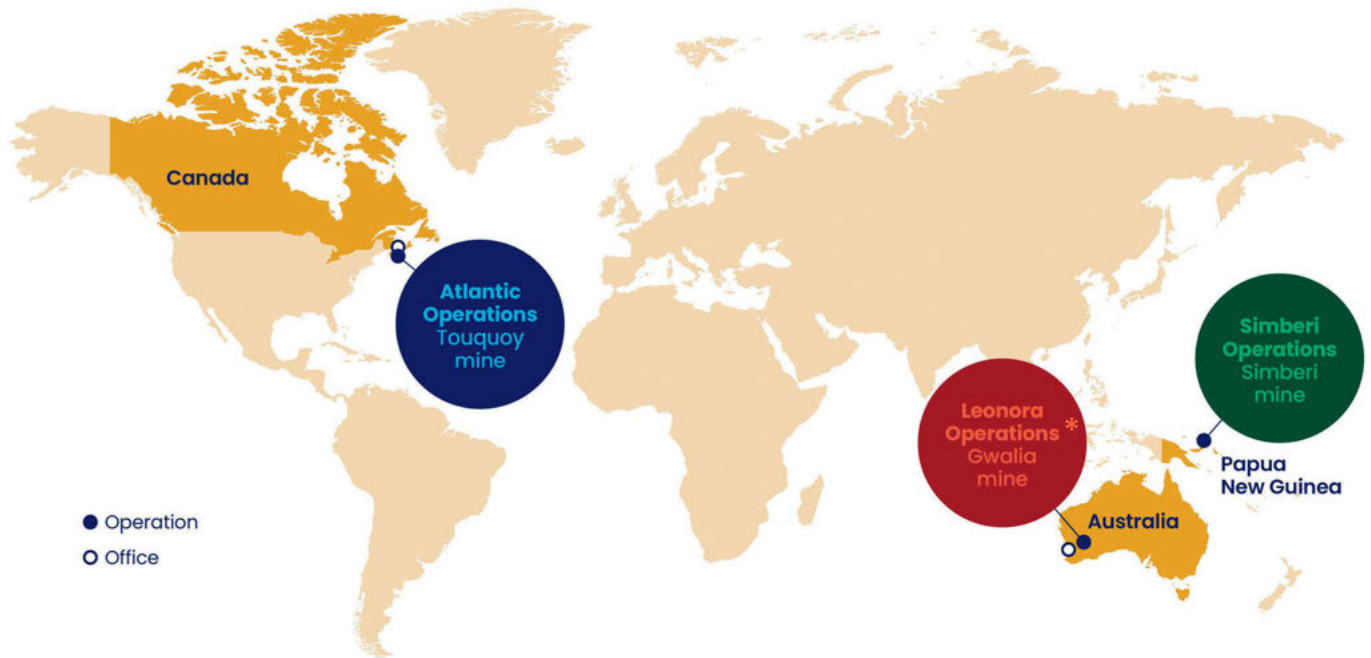 Canada
Atlantic
Operations
Touquoy
mine
Simberi
Operations
Simberi
mine
Leonora
Operations*
Gwalia
mine
Papua
New Guinea
Australia
Operation
Office